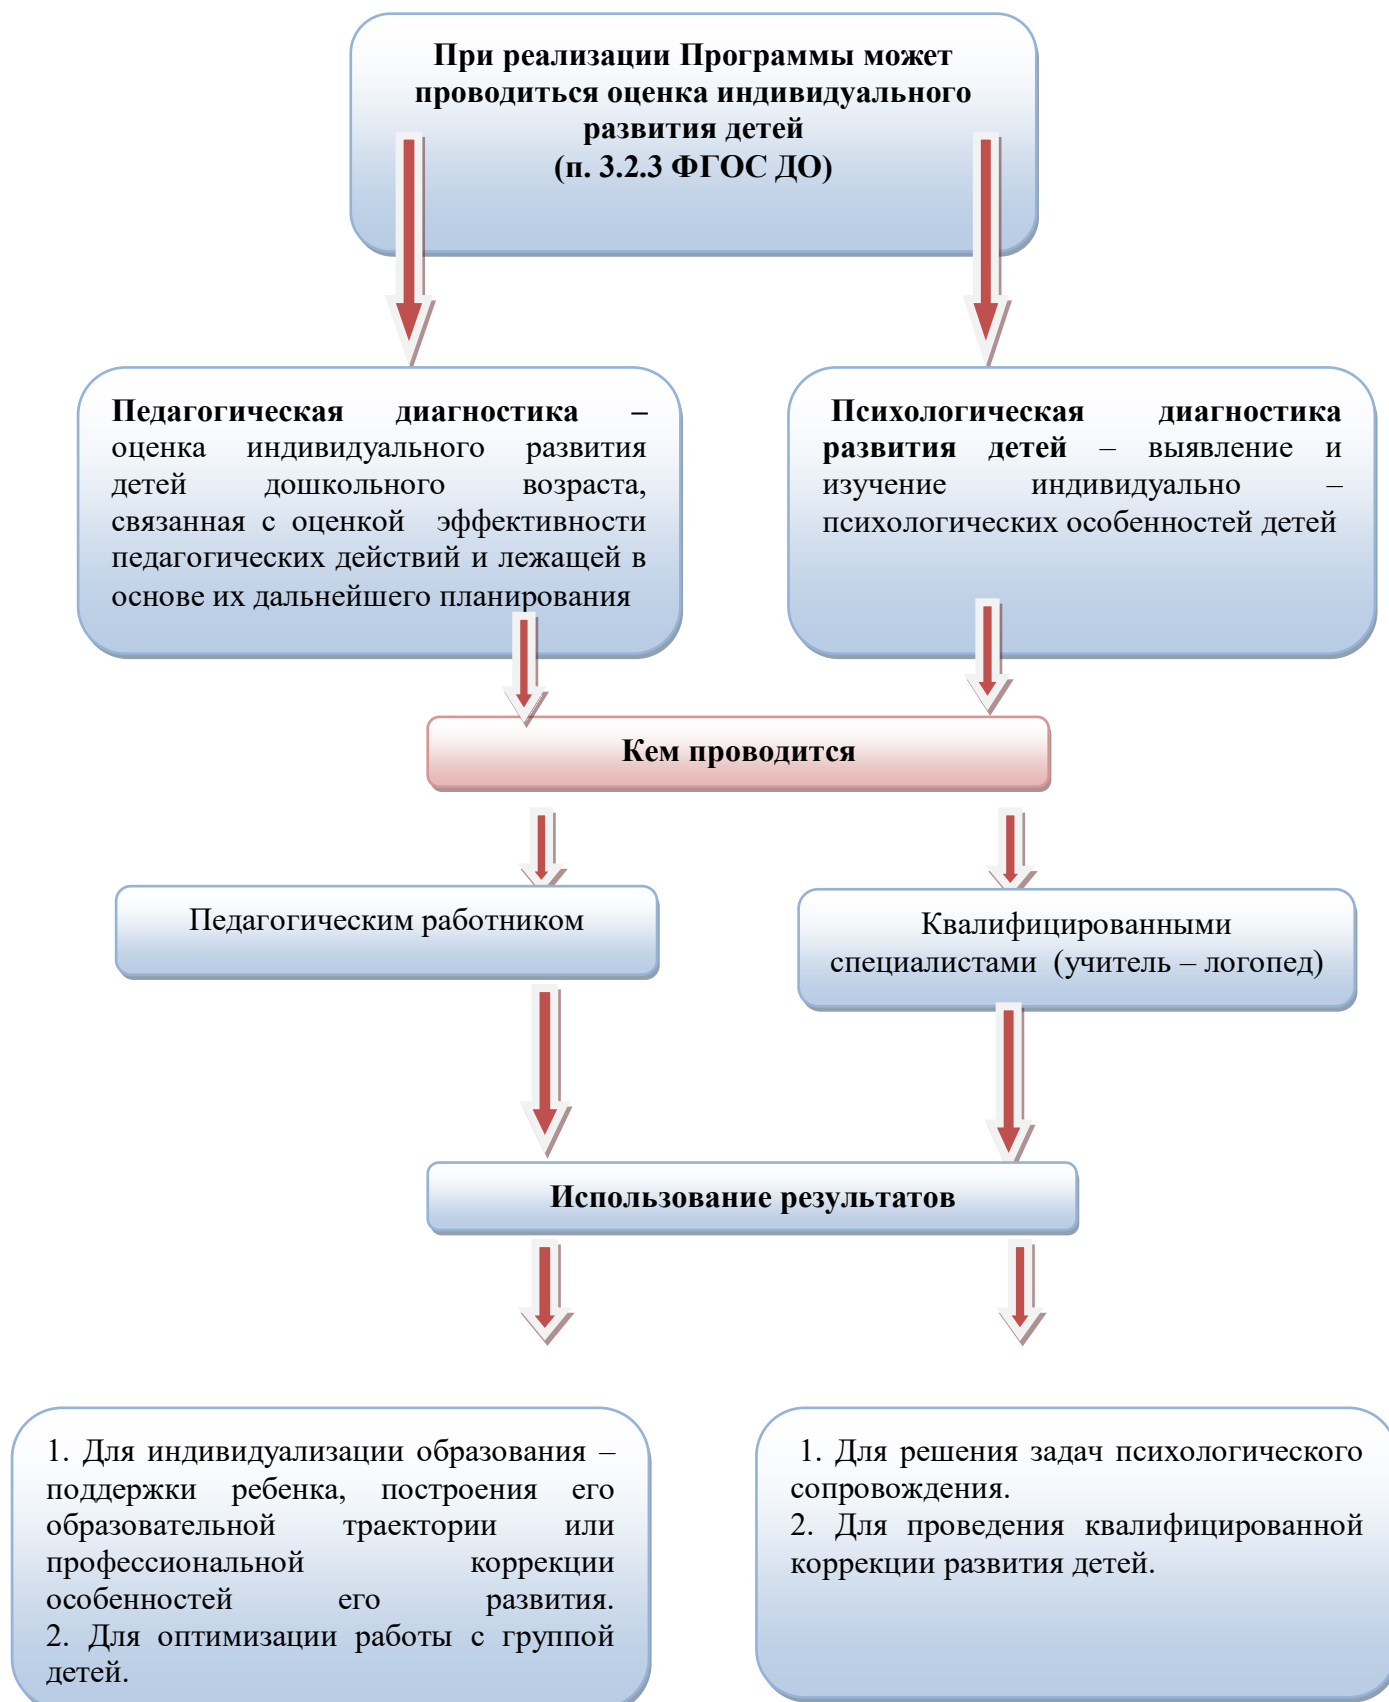 При реализации Программы может
проводиться оценка индивидуального
развития детей
(п. 3.2.3 ФГОС ДО)
Педагогическая диагностика –
оценка индивидуального развития
детей дошкольного возраста,
связанная с оценкой эффективности
педагогических действий и лежащей в
основе их дальнейшего планирования
Психологическая диагностика
развития детей – выявление и
изучение индивидуально –
психологических особенностей детей
Кем проводится
Педагогическим работником
Квалифицированными
специалистами (учитель – логопед)
Использование результатов
1. Для индивидуализации образования –
поддержки ребенка, построения его
образовательной траектории или
профессиональной коррекции
особенностей его развития.
2. Для оптимизации работы с группой
детей.
1. Для решения задач психологического
сопровождения.
2. Для проведения квалифицированной
коррекции развития детей.